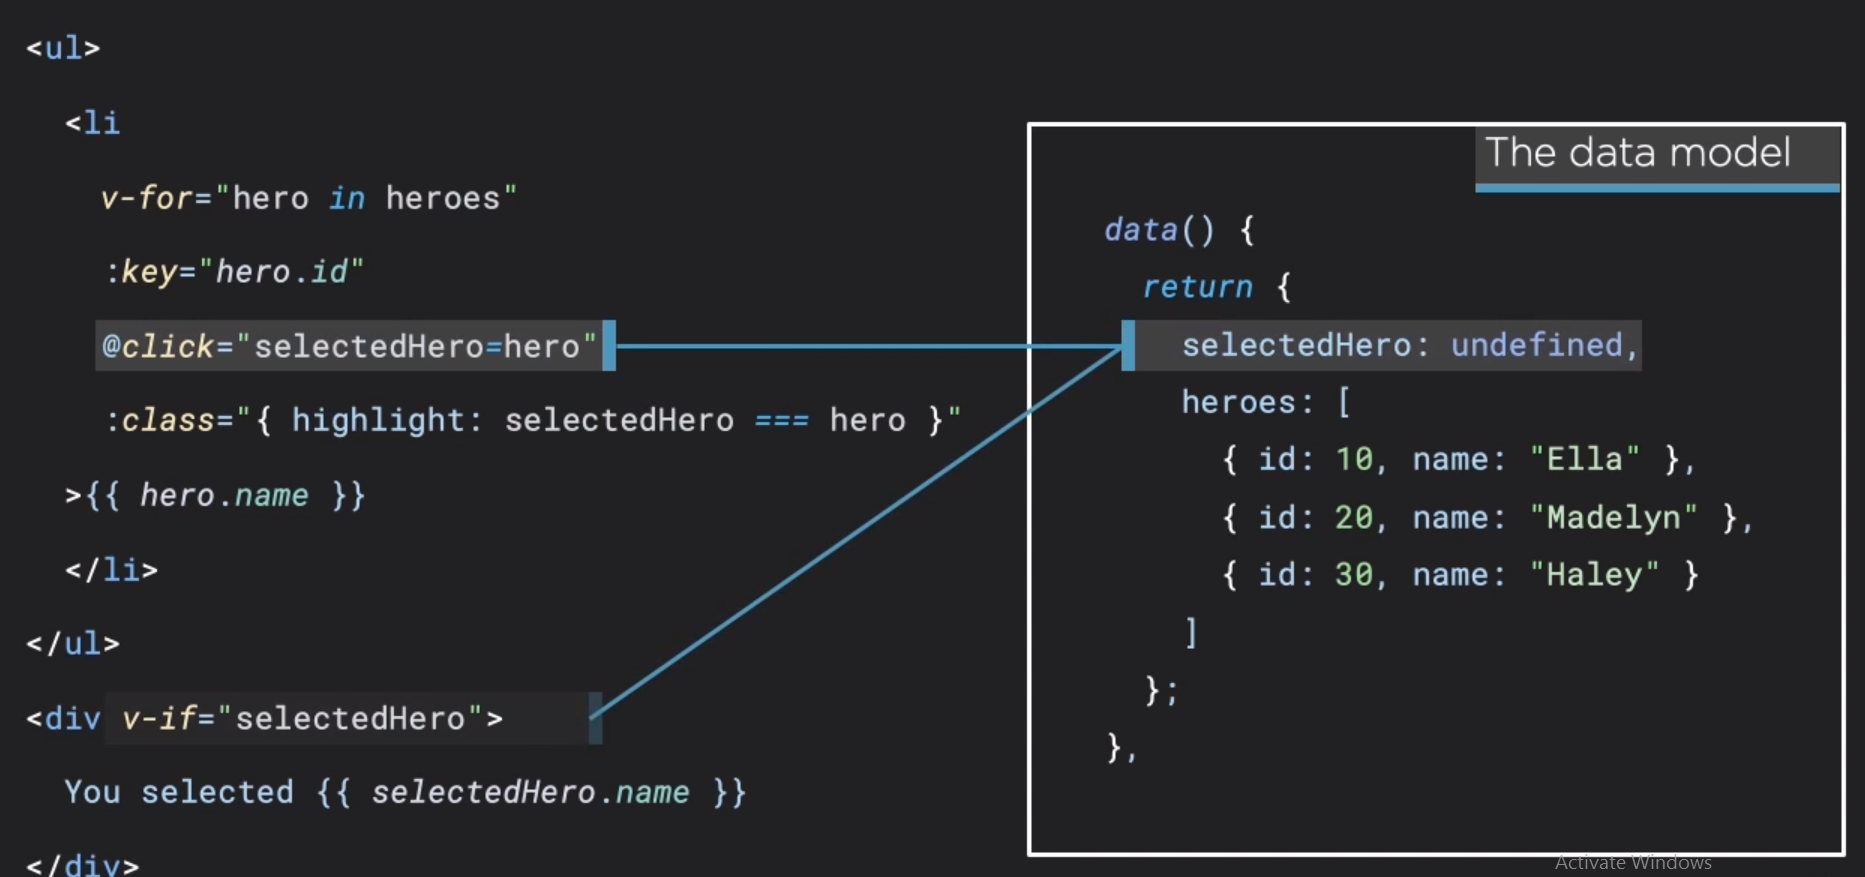 <ul>
<li
v-for="hero in heroes"
:key="hero.id"
@click="selectedHero=hero"
:class="{ highlight: selectedHero === hero }"
>{{ hero.name }}
</li>
</ul>
<div v-if="selectedHero">
You selected {{ selectedHero.name }}
</div>
The data model
data() {
return {
selectedHero: undefined,
heroes: [
{ id: 10, name: "Ella" },
{ id: 20, name: "Madelyn" },
{ id: 30, name: "Haley" }
]
};
},
Activate Windows